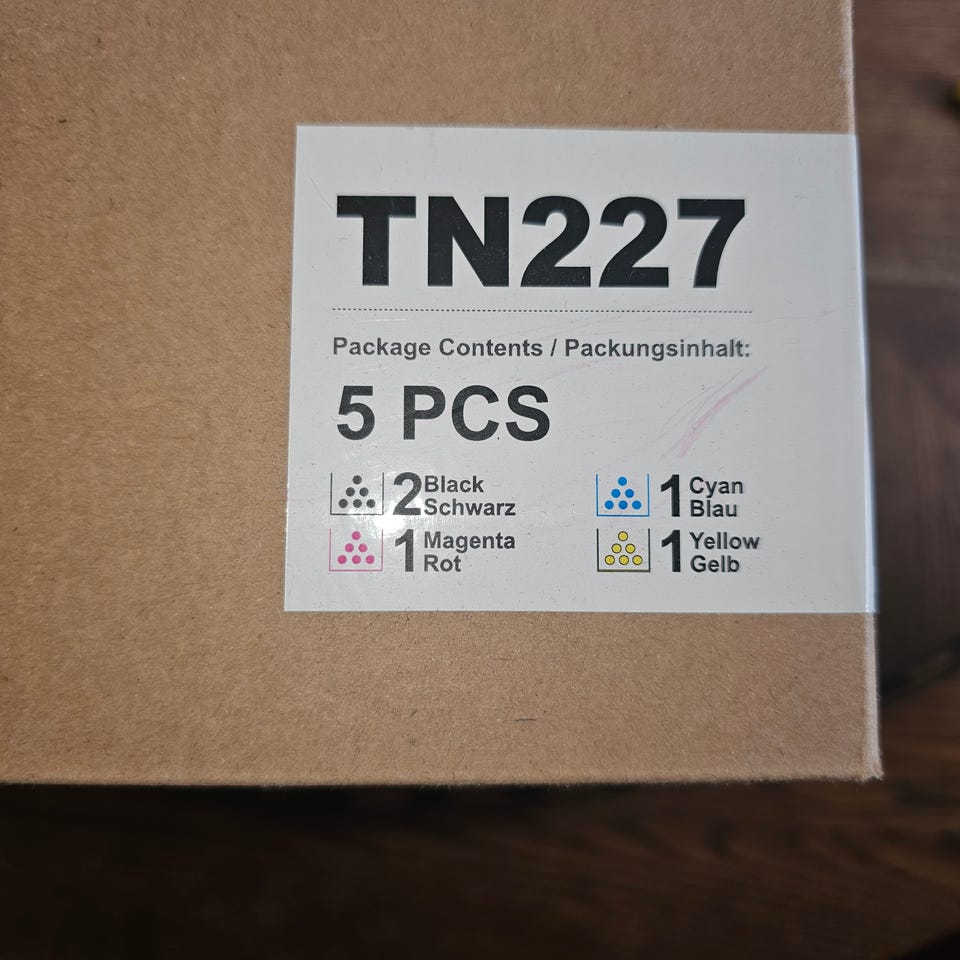 TN227
Package Contents / Packungsinhalt:
5 PCS
2 Black Schwarz
1 Cyan Blau
1 Magenta Rot
1 Yellow Gelb